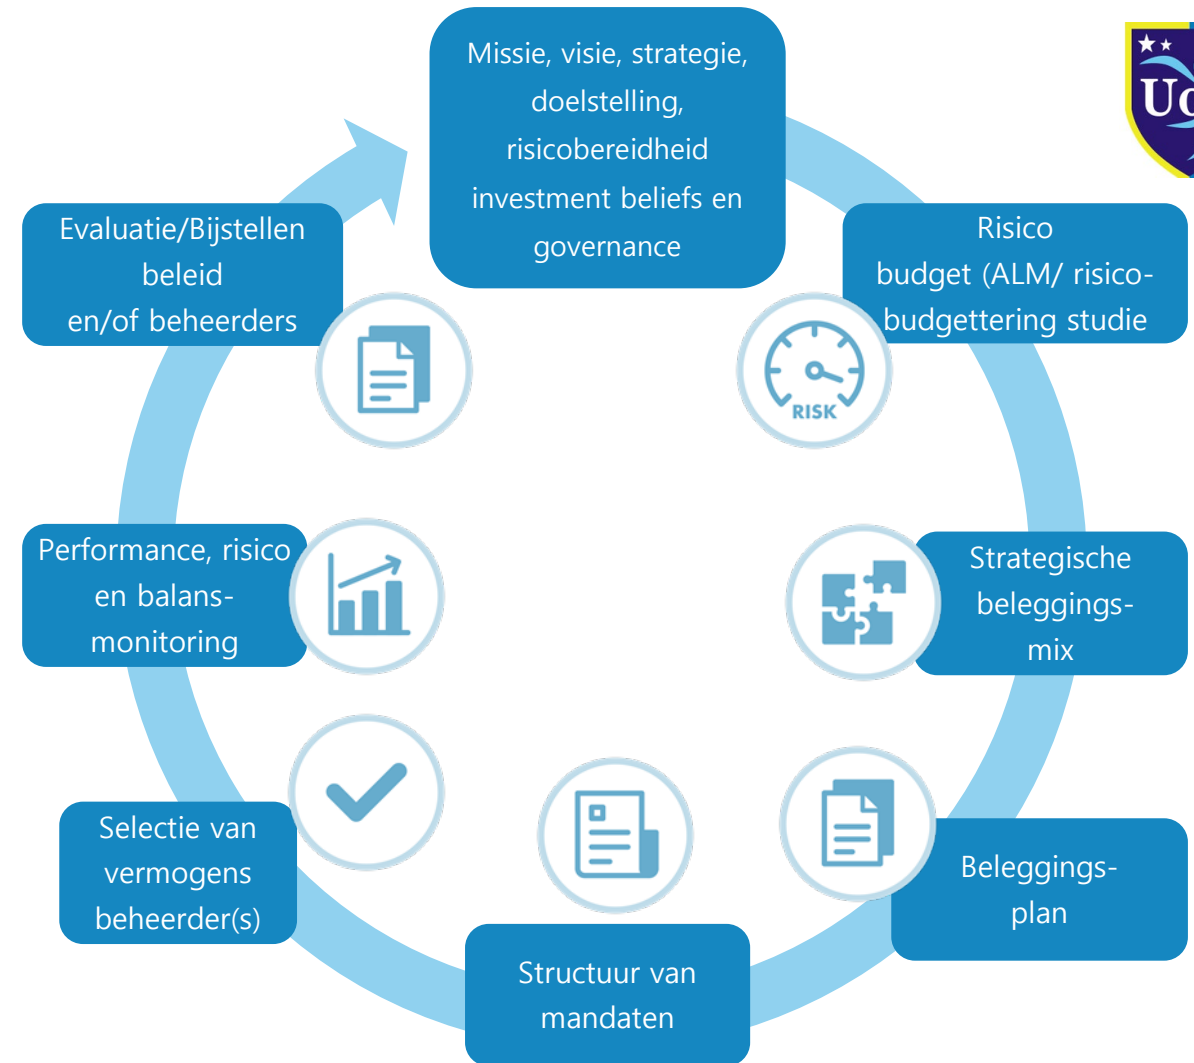 Missie, visie, strategie,
doelstelling,
risicobereidheid
investment beliefs en
governance
Risico
budget (ALM/ risico-
budgettering studie
RISK
Strategische
beleggings-
mix
Beleggings-
plan
Structuur van
mandaten
Selectie van
vermogens
beheerder(s)
Performance, risico
en balans-
monitoring
Evaluatie/Bijstellen
beleid
en/of beheerders